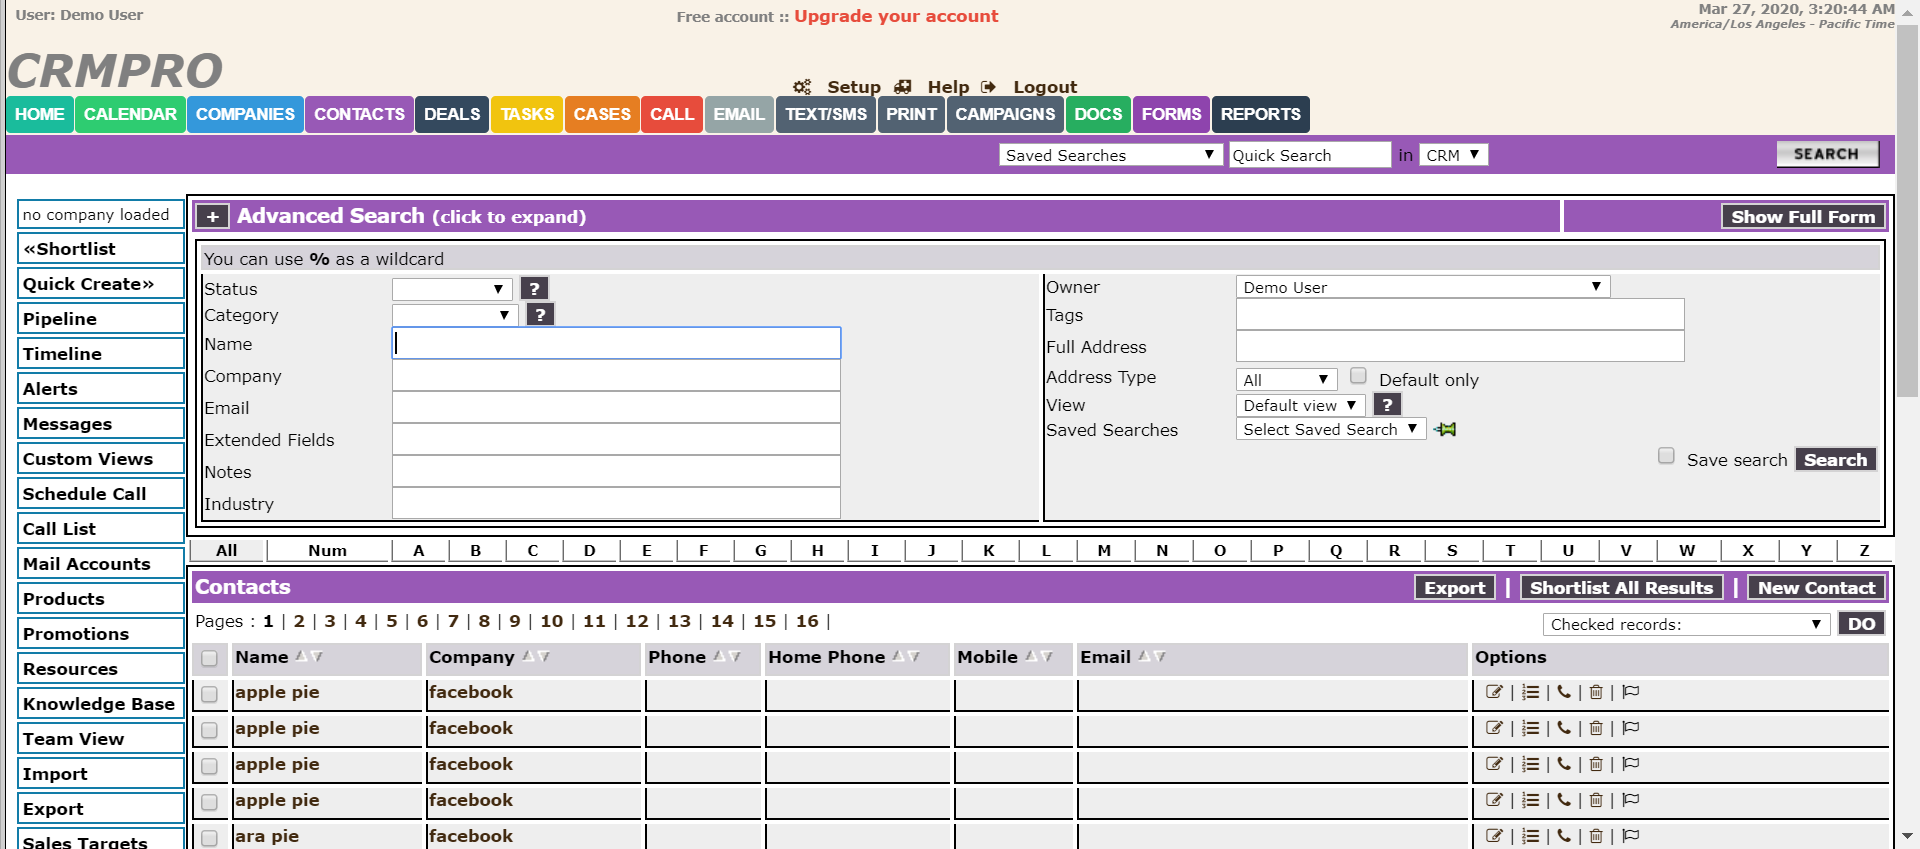 User: Demo User
Free account :: Upgrade your account
Mar 27, 2020, 3:20:44 AM
America/Los Angeles - Pacific Time
CRMPRO
Setup Help Logout
HOME CALENDAR COMPANIES CONTACTS DEALS TASKS CASES CALL EMAIL TEXT/SMS PRINT CAMPAIGNS DOCS FORMS REPORTS
Saved Searches Quick Search in CRM SEARCH
no company loaded
«Shortlist
Quick Create»
Pipeline
Timeline
Alerts
Messages
Custom Views
Schedule Call
Call List
Mail Accounts
Products
Promotions
Resources
Knowledge Base
Team View
Import
Export
Sales Targets
+ Advanced Search (click to expand) Show Full Form
You can use % as a wildcard
Status ?
Category ?
Name
Company
Email
Extended Fields
Notes
Industry
Owner Demo User
Tags
Full Address
Address Type All Default only
View Default view ?
Saved Searches Select Saved Search
Save search Search
All Num A B C D E F G H I J K L M N O P Q R S T U V W X Y Z
Contacts Export | Shortlist All Results | New Contact
Pages : 1 | 2 | 3 | 4 | 5 | 6 | 7 | 8 | 9 | 10 | 11 | 12 | 13 | 14 | 15 | 16 |
Checked records: DO
Name Company Phone Home Phone Mobile Email Options
apple pie facebook | | | |
apple pie facebook | | | |
apple pie facebook | | | |
apple pie facebook | | | |
ara pie facebook | | | |